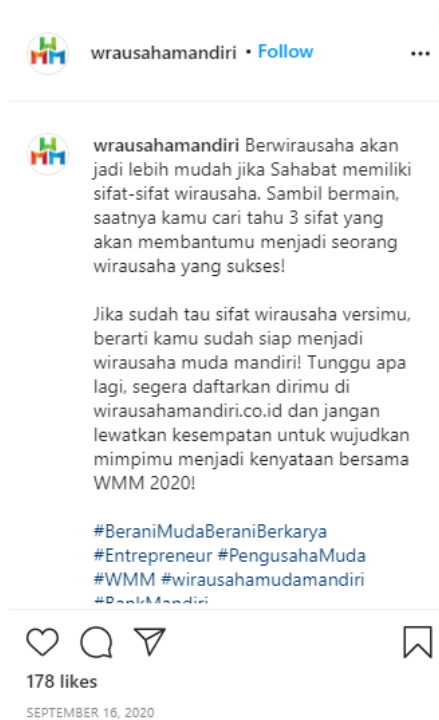 wrausahamandiri • Follow
wrausahamandiri Berwirausaha akan
jadi lebih mudah jika Sahabat memiliki
sifat-sifat wirausaha. Sambil bermain,
saatnya kamu cari tahu 3 sifat yang
akan membantumu menjadi seorang
wirausaha yang sukses!
Jika sudah tau sifat wirausaha versimu,
berarti kamu sudah siap menjadi
wirausaha muda mandiri! Tunggu apa
lagi, segera daftarkan dirimu di
wirausahamandiri.co.id dan jangan
lewatkan kesempatan untuk wujudkan
mimpimu menjadi kenyataan bersama
WMM 2020!
#BeraniMudaBeraniBerkarya
#Entrepreneur #PengusahaMuda
#WMM #wirausahamudamandiri
#BankMandiri
178 likes
SEPTEMBER 16, 2020